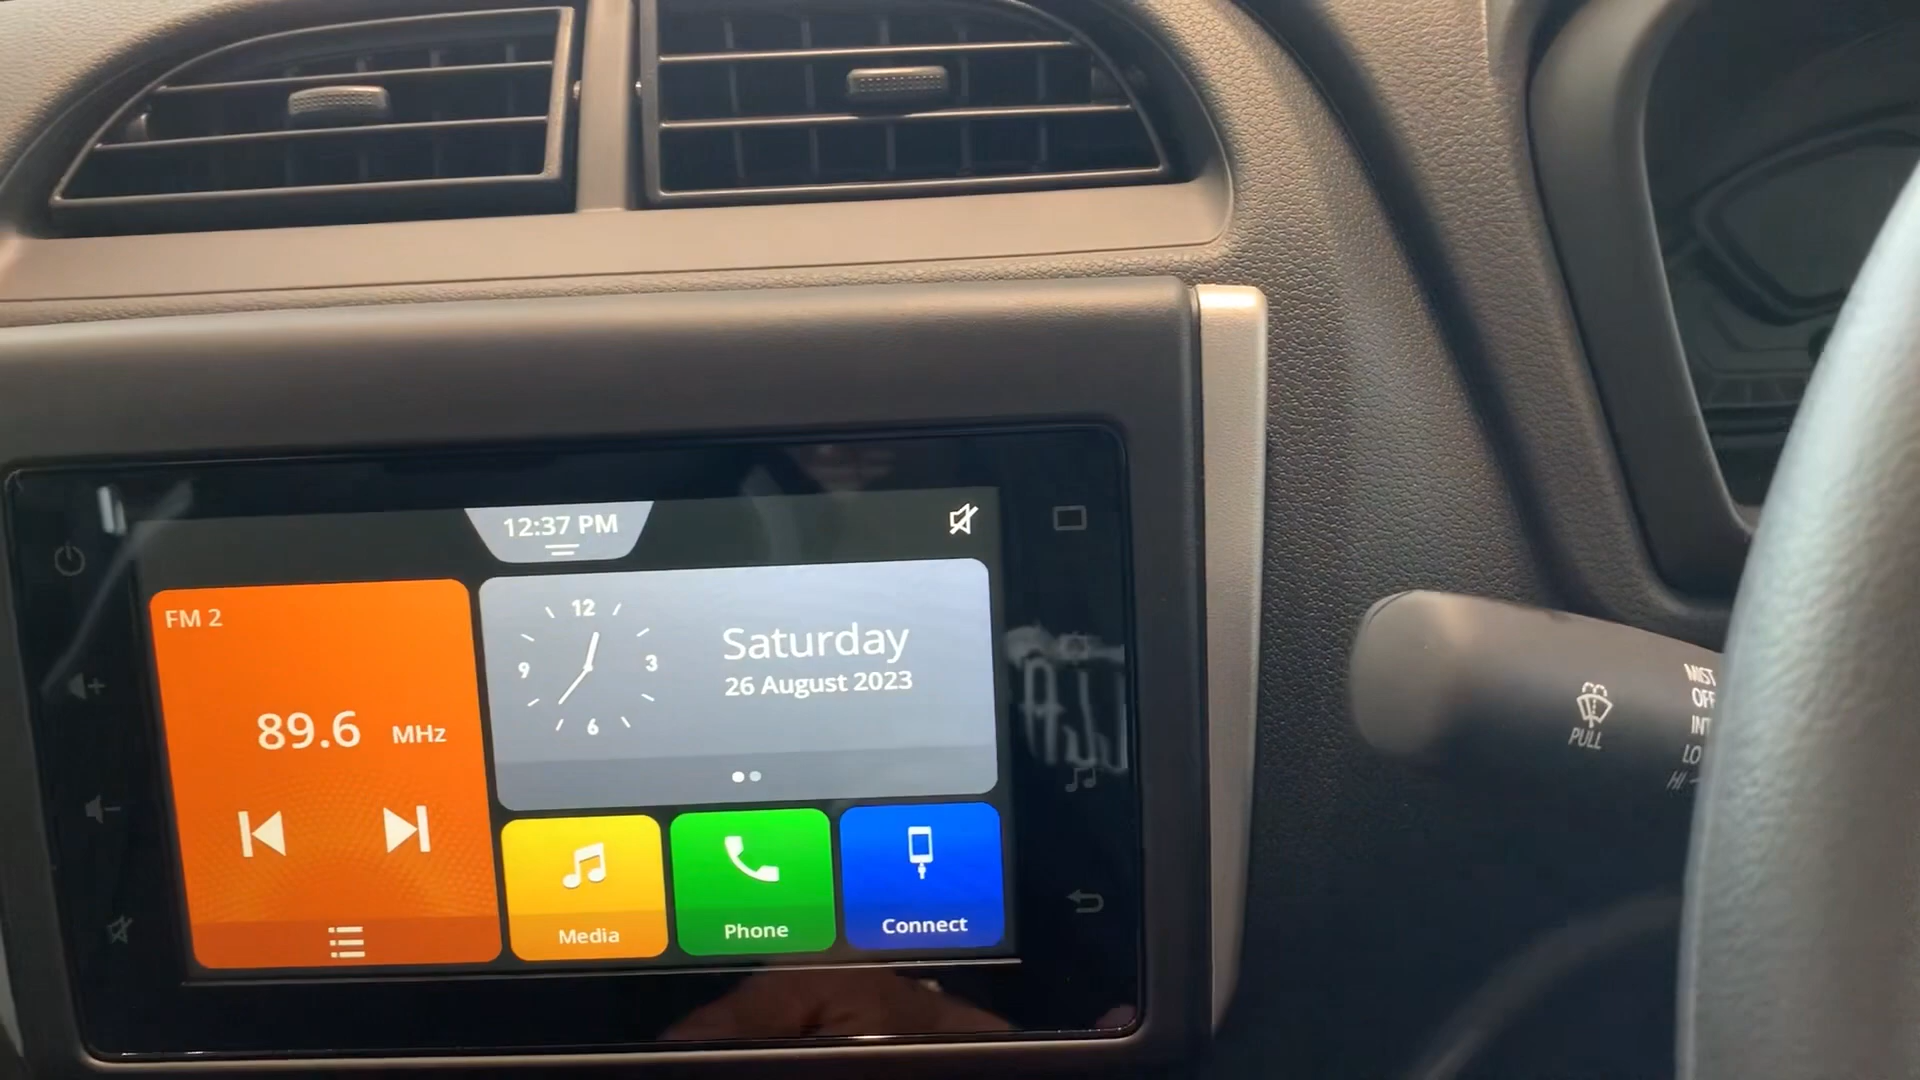 12:37 PM
FM 2
89.6 MHz
12
9
3
6
Saturday
26 August 2023
Media
Phone
Connect
PULL
MIST
OFF
INT
LO
HI